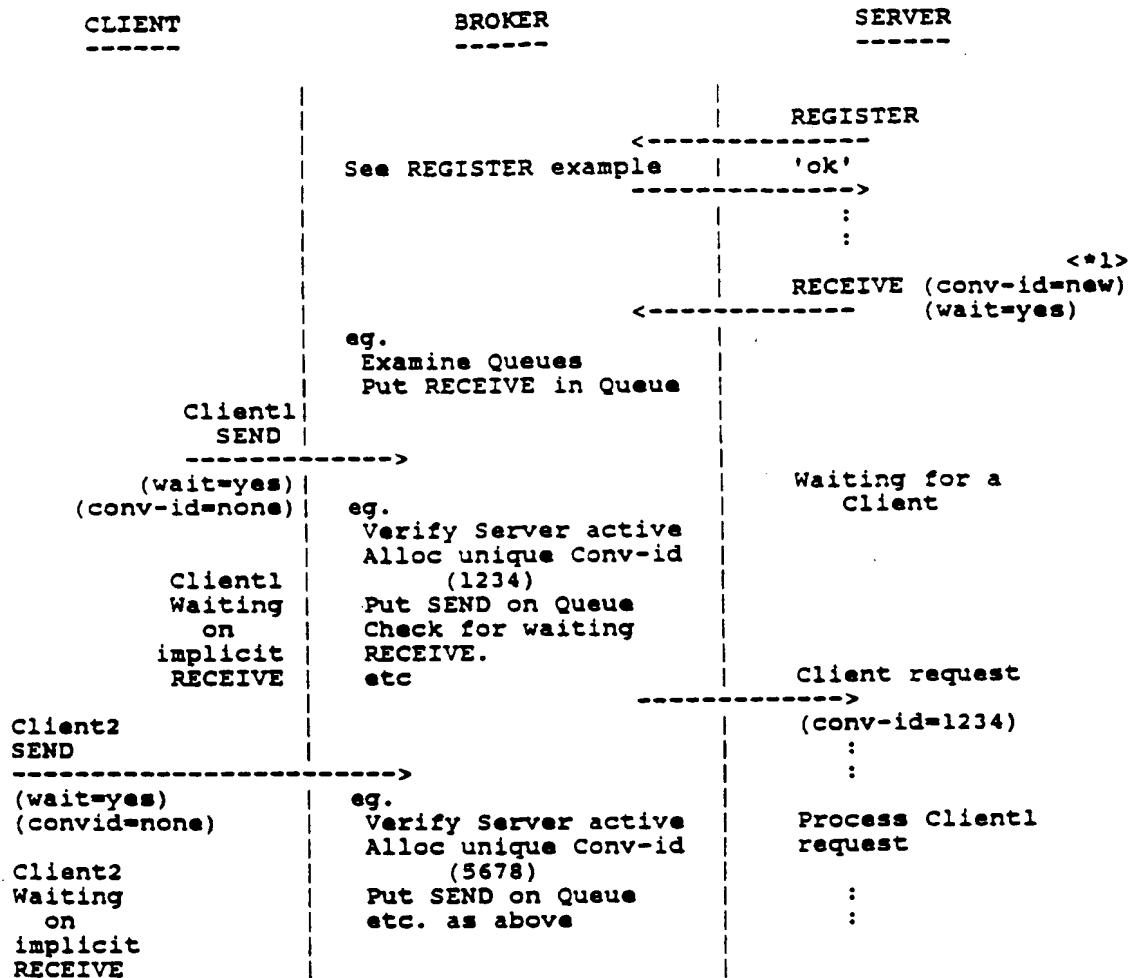 CLIENT BROKER SERVER
------ ------ ------
REGISTER
<--------------
See REGISTER example 'ok'
-------------->
:
:
<*1>
RECEIVE (conv-id=new)
<------------- (wait=yes)
eg.
Examine Queues
Put RECEIVE in Queue
Client1
SEND
------------->
(wait=yes) Waiting for a
(conv-id=none) eg. Client
Verify Server active
Alloc unique Conv-id
Client1 (1234)
Waiting Put SEND on Queue
on Check for waiting
implicit RECEIVE.
RECEIVE etc Client request
------------->
Client2 (conv-id=1234)
SEND :
------------------------> :
(wait=yes) eg.
(convid=none) Verify Server active Process Client1
Alloc unique Conv-id request
Client2 (5678)
Waiting Put SEND on Queue :
on etc. as above :
implicit
RECEIVE